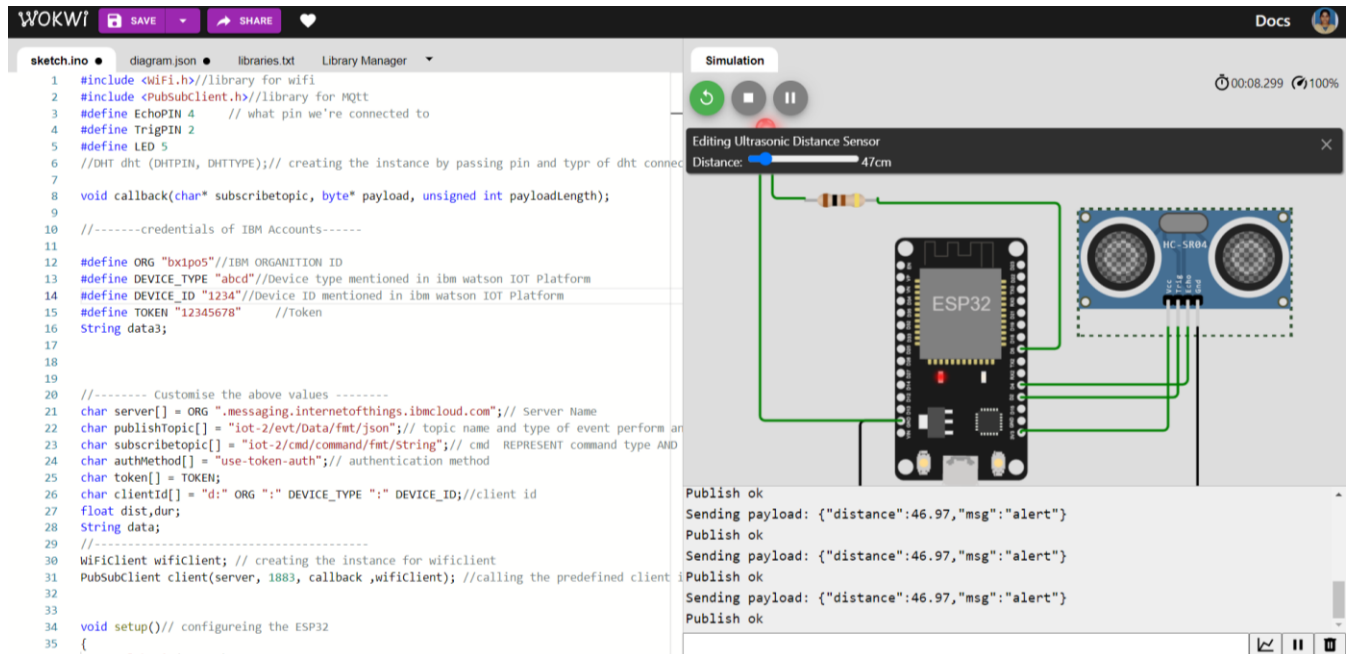 WOKWI SAVE SHARE Docs
sketch.ino ● diagram.json ● libraries.txt Library Manager
1 #include <WiFi.h>//library for wifi
2 #include <PubSubClient.h>//library for MQtt
3 #define EchoPIN 4 // what pin we're connected to
4 #define TrigPIN 2
5 #define LED 5
6 //DHT dht (DHTPIN, DHTTYPE);// creating the instance by passing pin and typr of dht connec
7
8 void callback(char* subscribetopic, byte* payload, unsigned int payloadLength);
9
10 //-------credentials of IBM Accounts------
11
12 #define ORG "bx1po5"//IBM ORGANITION ID
13 #define DEVICE_TYPE "abcd"//Device type mentioned in ibm watson IOT Platform
14 #define DEVICE_ID "1234"//Device ID mentioned in ibm watson IOT Platform
15 #define TOKEN "12345678" //Token
16 String data3;
17
18
19
20 //-------- Customise the above values --------
21 char server[] = ORG ".messaging.internetofthings.ibmcloud.com";// Server Name
22 char publishTopic[] = "iot-2/evt/Data/fmt/json";// topic name and type of event perform an
23 char subscribetopic[] = "iot-2/cmd/command/fmt/String";// cmd REPRESENT command type AND
24 char authMethod[] = "use-token-auth";// authentication method
25 char token[] = TOKEN;
26 char clientId[] = "d:" ORG ":" DEVICE_TYPE ":" DEVICE_ID;//client id
27 float dist,dur;
28 String data;
29 //-----------------------------------------
30 WiFiClient wifiClient; // creating the instance for wificlient
31 PubSubClient client(server, 1883, callback ,wifiClient); //calling the predefined client i
32
33
34 void setup()// configureing the ESP32
35 {
Simulation
00:08.299 100%
Editing Ultrasonic Distance Sensor
Distance: 47cm
HC-SR04
Vcc
Trig
Echo
Gnd
ESP32
Publish ok
Sending payload: {"distance":46.97,"msg":"alert"}
Publish ok
Sending payload: {"distance":46.97,"msg":"alert"}
Publish ok
Sending payload: {"distance":46.97,"msg":"alert"}
Publish ok